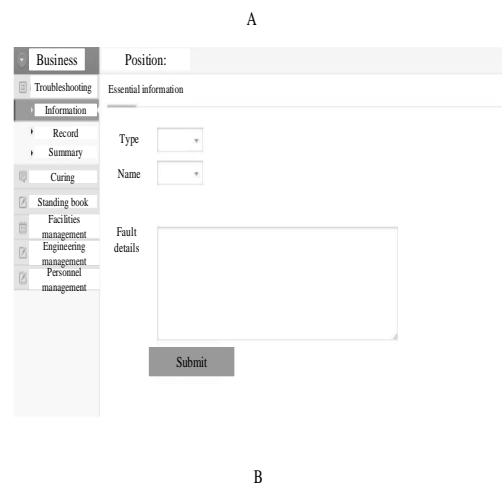 A
Business
Position:
Troubleshooting
Essential information
Information
Record
Type
Summary
Name
Curing
Standing book
Facilities
management
Fault
details
Engineering
management
Personnel
management
Submit
B